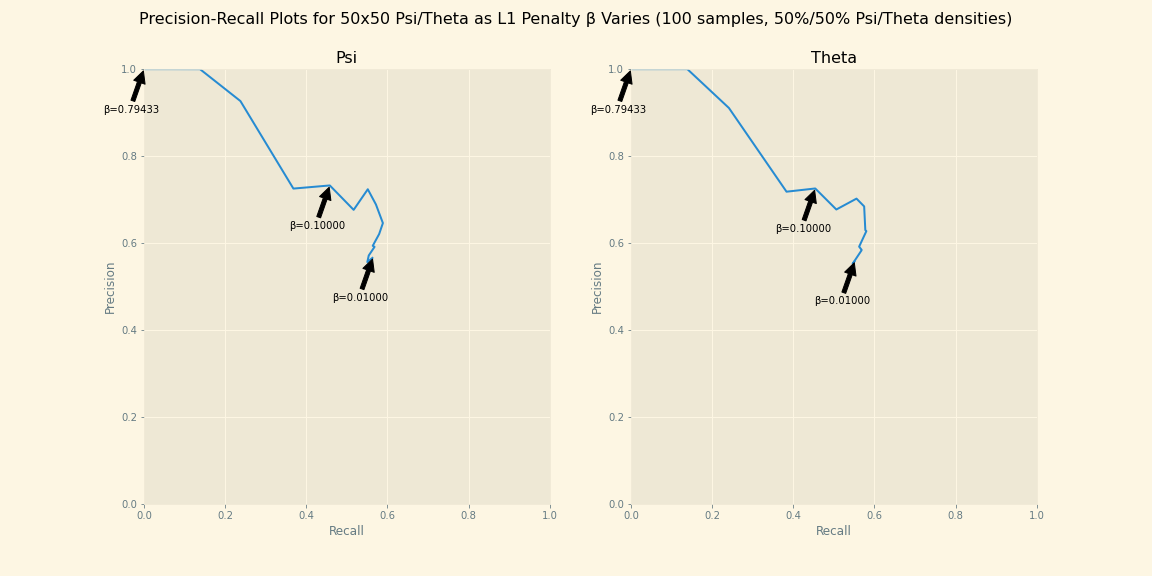 Precision-Recall Plots for 50x50 Psi/Theta as L1 Penalty β Varies (100 samples, 50%/50% Psi/Theta densities)
Psi
1.0
0.8
0.6
0.4
0.2
0.0
Precision
β=0.79433
β=0.10000
β=0.01000
0.0 0.2 0.4 0.6 0.8 1.0
Recall
Theta
1.0
0.8
0.6
0.4
0.2
0.0
Precision
β=0.79433
β=0.10000
β=0.01000
0.0 0.2 0.4 0.6 0.8 1.0
Recall